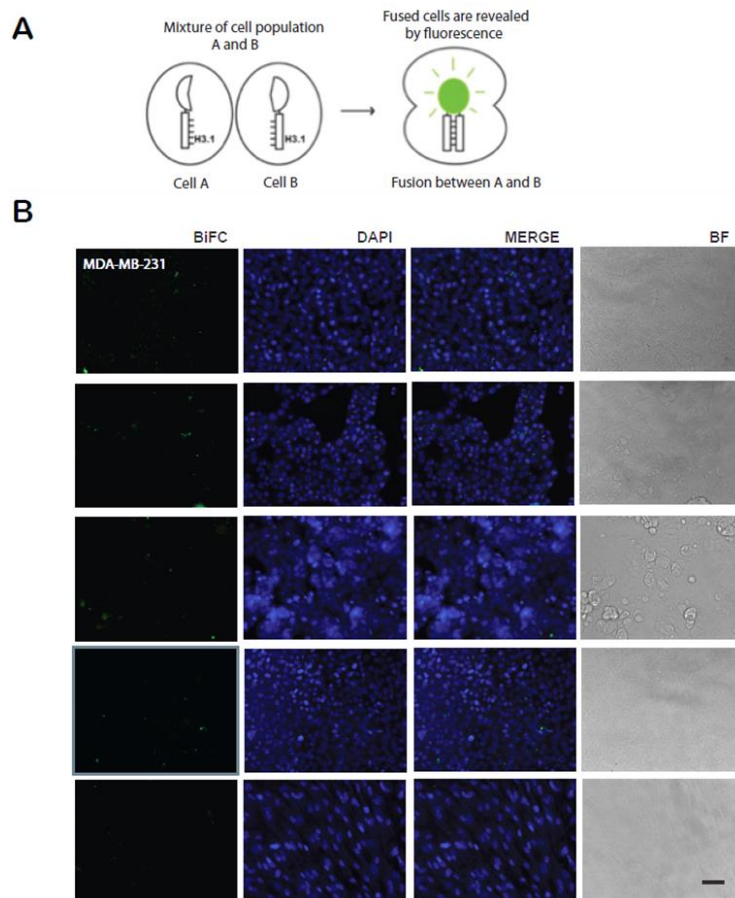 A
Mixture of cell population
A and B
Fused cells are revealed
by fluorescence
H3.1
H3.1
Cell A
Cell B
Fusion between A and B
B
BiFC
DAPI
MERGE
BF
MDA-MB-231